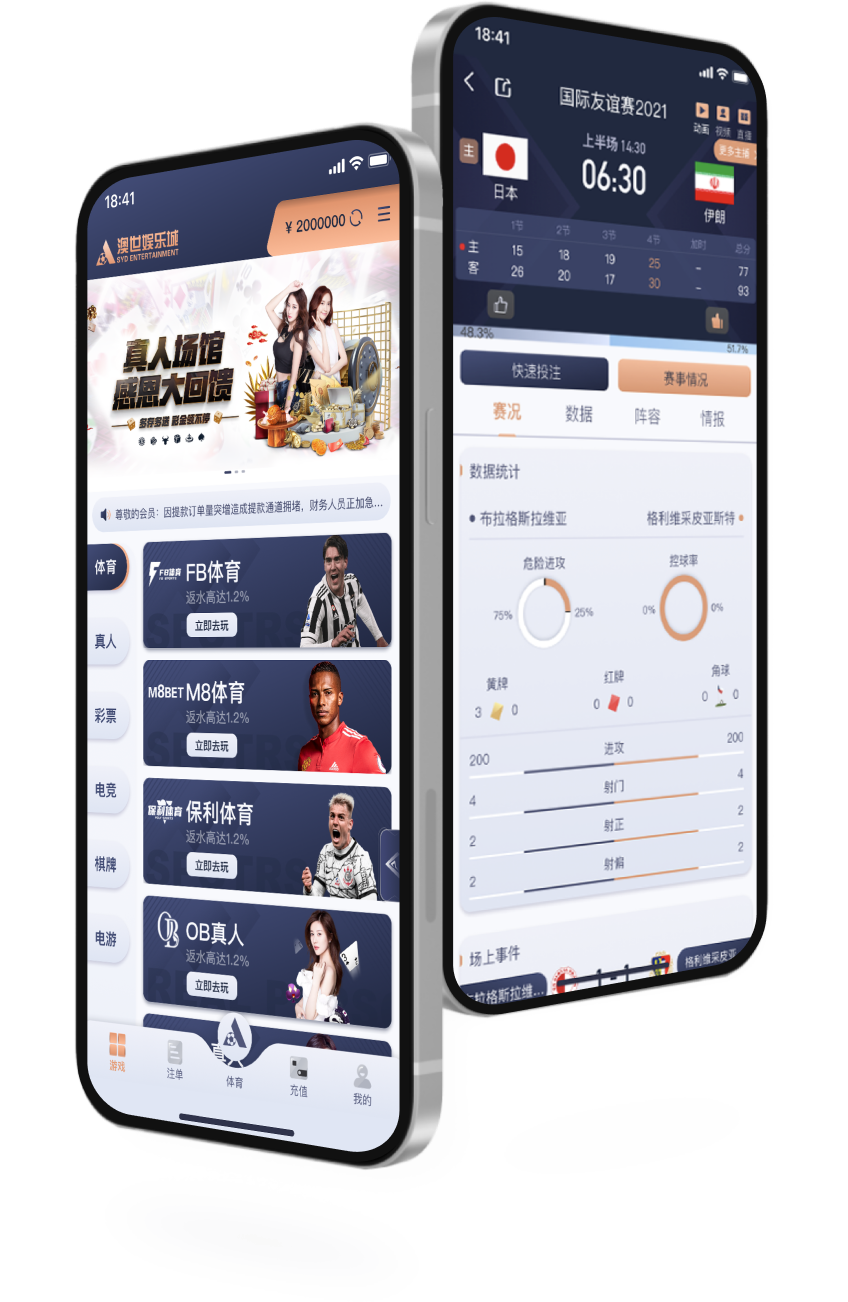 18:41
澳世娱乐城
SYD ENTERTAINMENT
¥ 2000000
真人场馆
感恩大回馈
多存多送 彩金领不停
尊敬的会员：因提款订单量突增造成提款通道拥堵，财务人员正加急...
体育
真人
彩票
电竞
棋牌
电游
FB体育
FB体育
返水高达1.2%
立即去玩
M8BET
M8体育
返水高达1.2%
立即去玩
保利体育
保利体育
返水高达1.2%
立即去玩
OB真人
返水高达1.2%
立即去玩
游戏
注单
体育
充值
我的
18:41
国际友谊赛2021
动画 视频 直播
更多主播
上半场 14:30
06:30
主
日本
伊朗
1节 2节 3节 4节 加时 总分
主 15 18 19 25 – 77
客 26 20 17 30 – 93
48.3%
51.7%
快速投注
赛事情况
赛况 数据 阵容 情报
数据统计
布拉格斯拉维亚
格利维采皮亚斯特
危险进攻
控球率
75% 25%
0% 0%
黄牌
红牌
角球
3 0
0 0
0 0
200 进攻 200
4 射门 4
2 射正 2
2 射偏 2
场上事件
拉格斯拉维...
1-1
格利维采皮亚